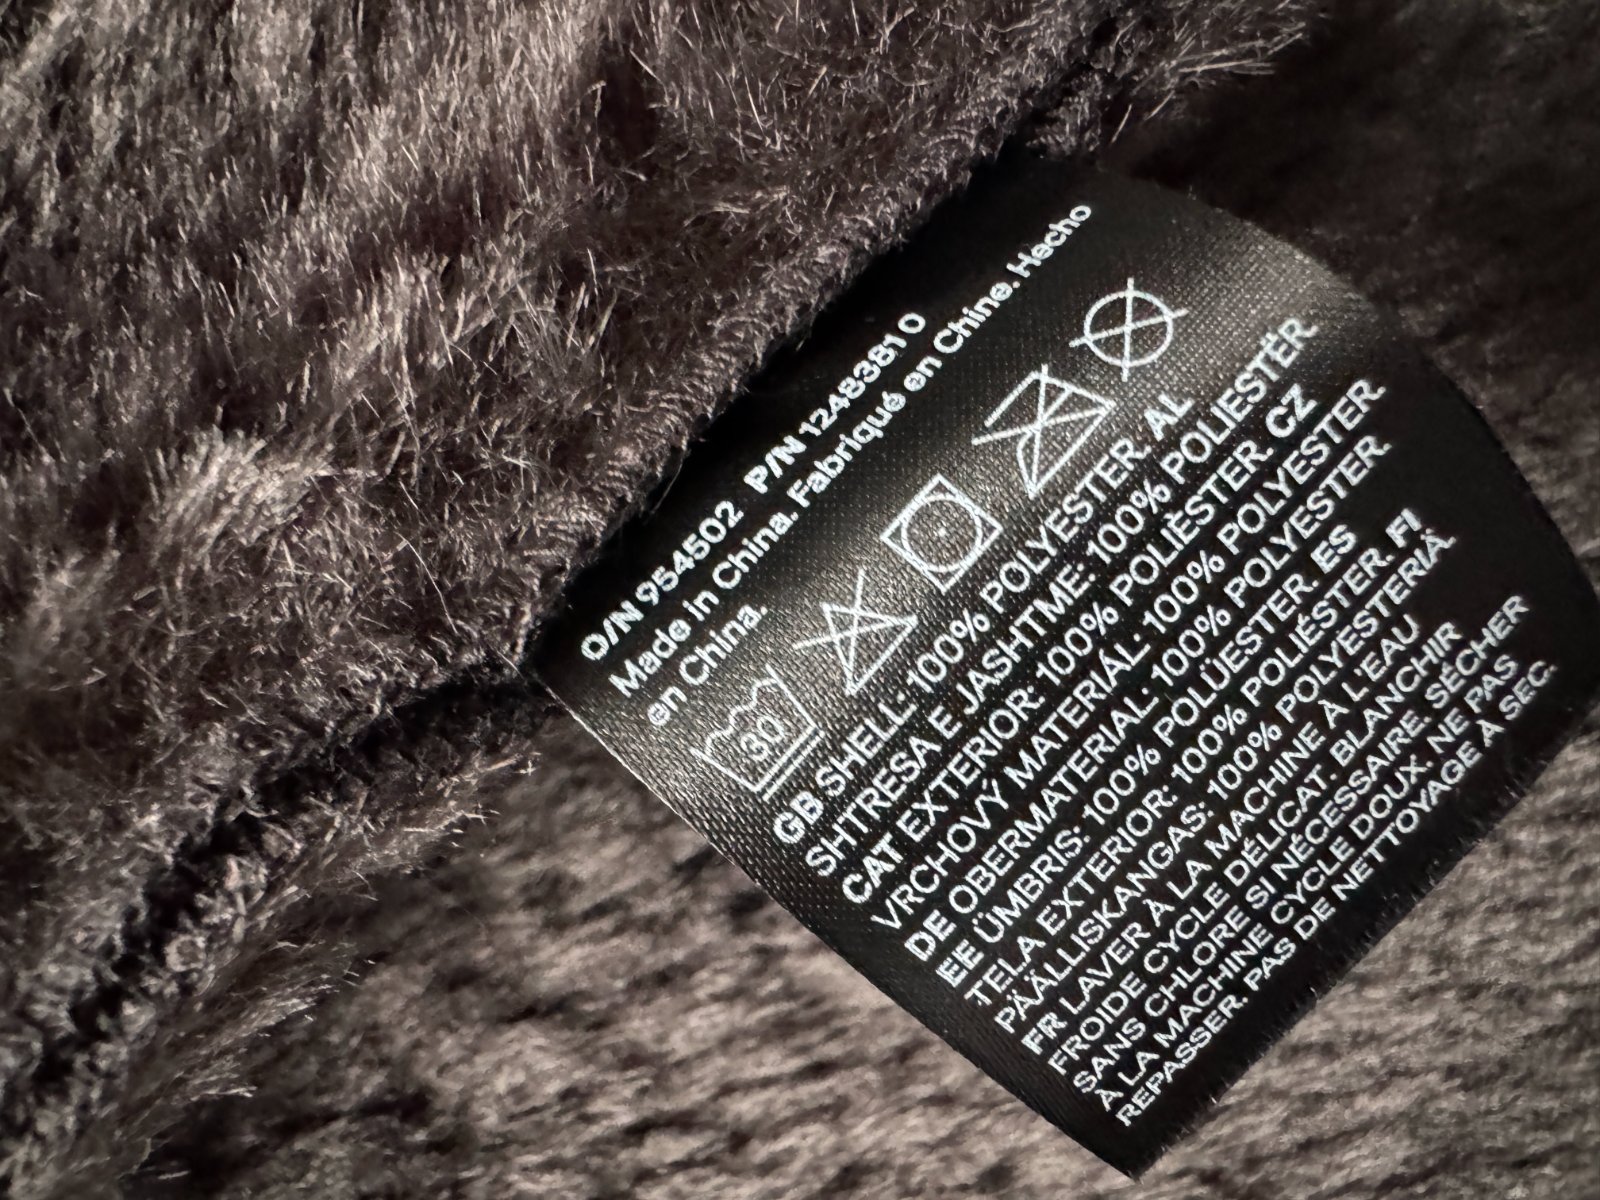 O/N 954502 P/N 12483810
Made in China. Fabriqué en Chine. Hecho
en China.
30
GB SHELL: 100% POLYESTER. AL
SHTRESA E JASHTME: 100% POLIESTËR.
CAT EXTERIOR: 100% POLIÈSTER. CZ
VRCHOVÝ MATERIÁL: 100% POLYESTER.
DE OBERMATERIAL: 100% POLYESTER.
EE ÜMBRIS: 100% POLÜESTER. ES
TELA EXTERIOR: 100% POLIÉSTER. FI
PÄÄLLISKANGAS: 100% POLYESTERIÄ.
FR LAVER À LA MACHINE À L'EAU
FROIDE CYCLE DÉLICAT. BLANCHIR
SANS CHLORE SI NÉCESSAIRE. SÉCHER
À LA MACHINE CYCLE DOUX. NE PAS
REPASSER. PAS DE NETTOYAGE À SEC.